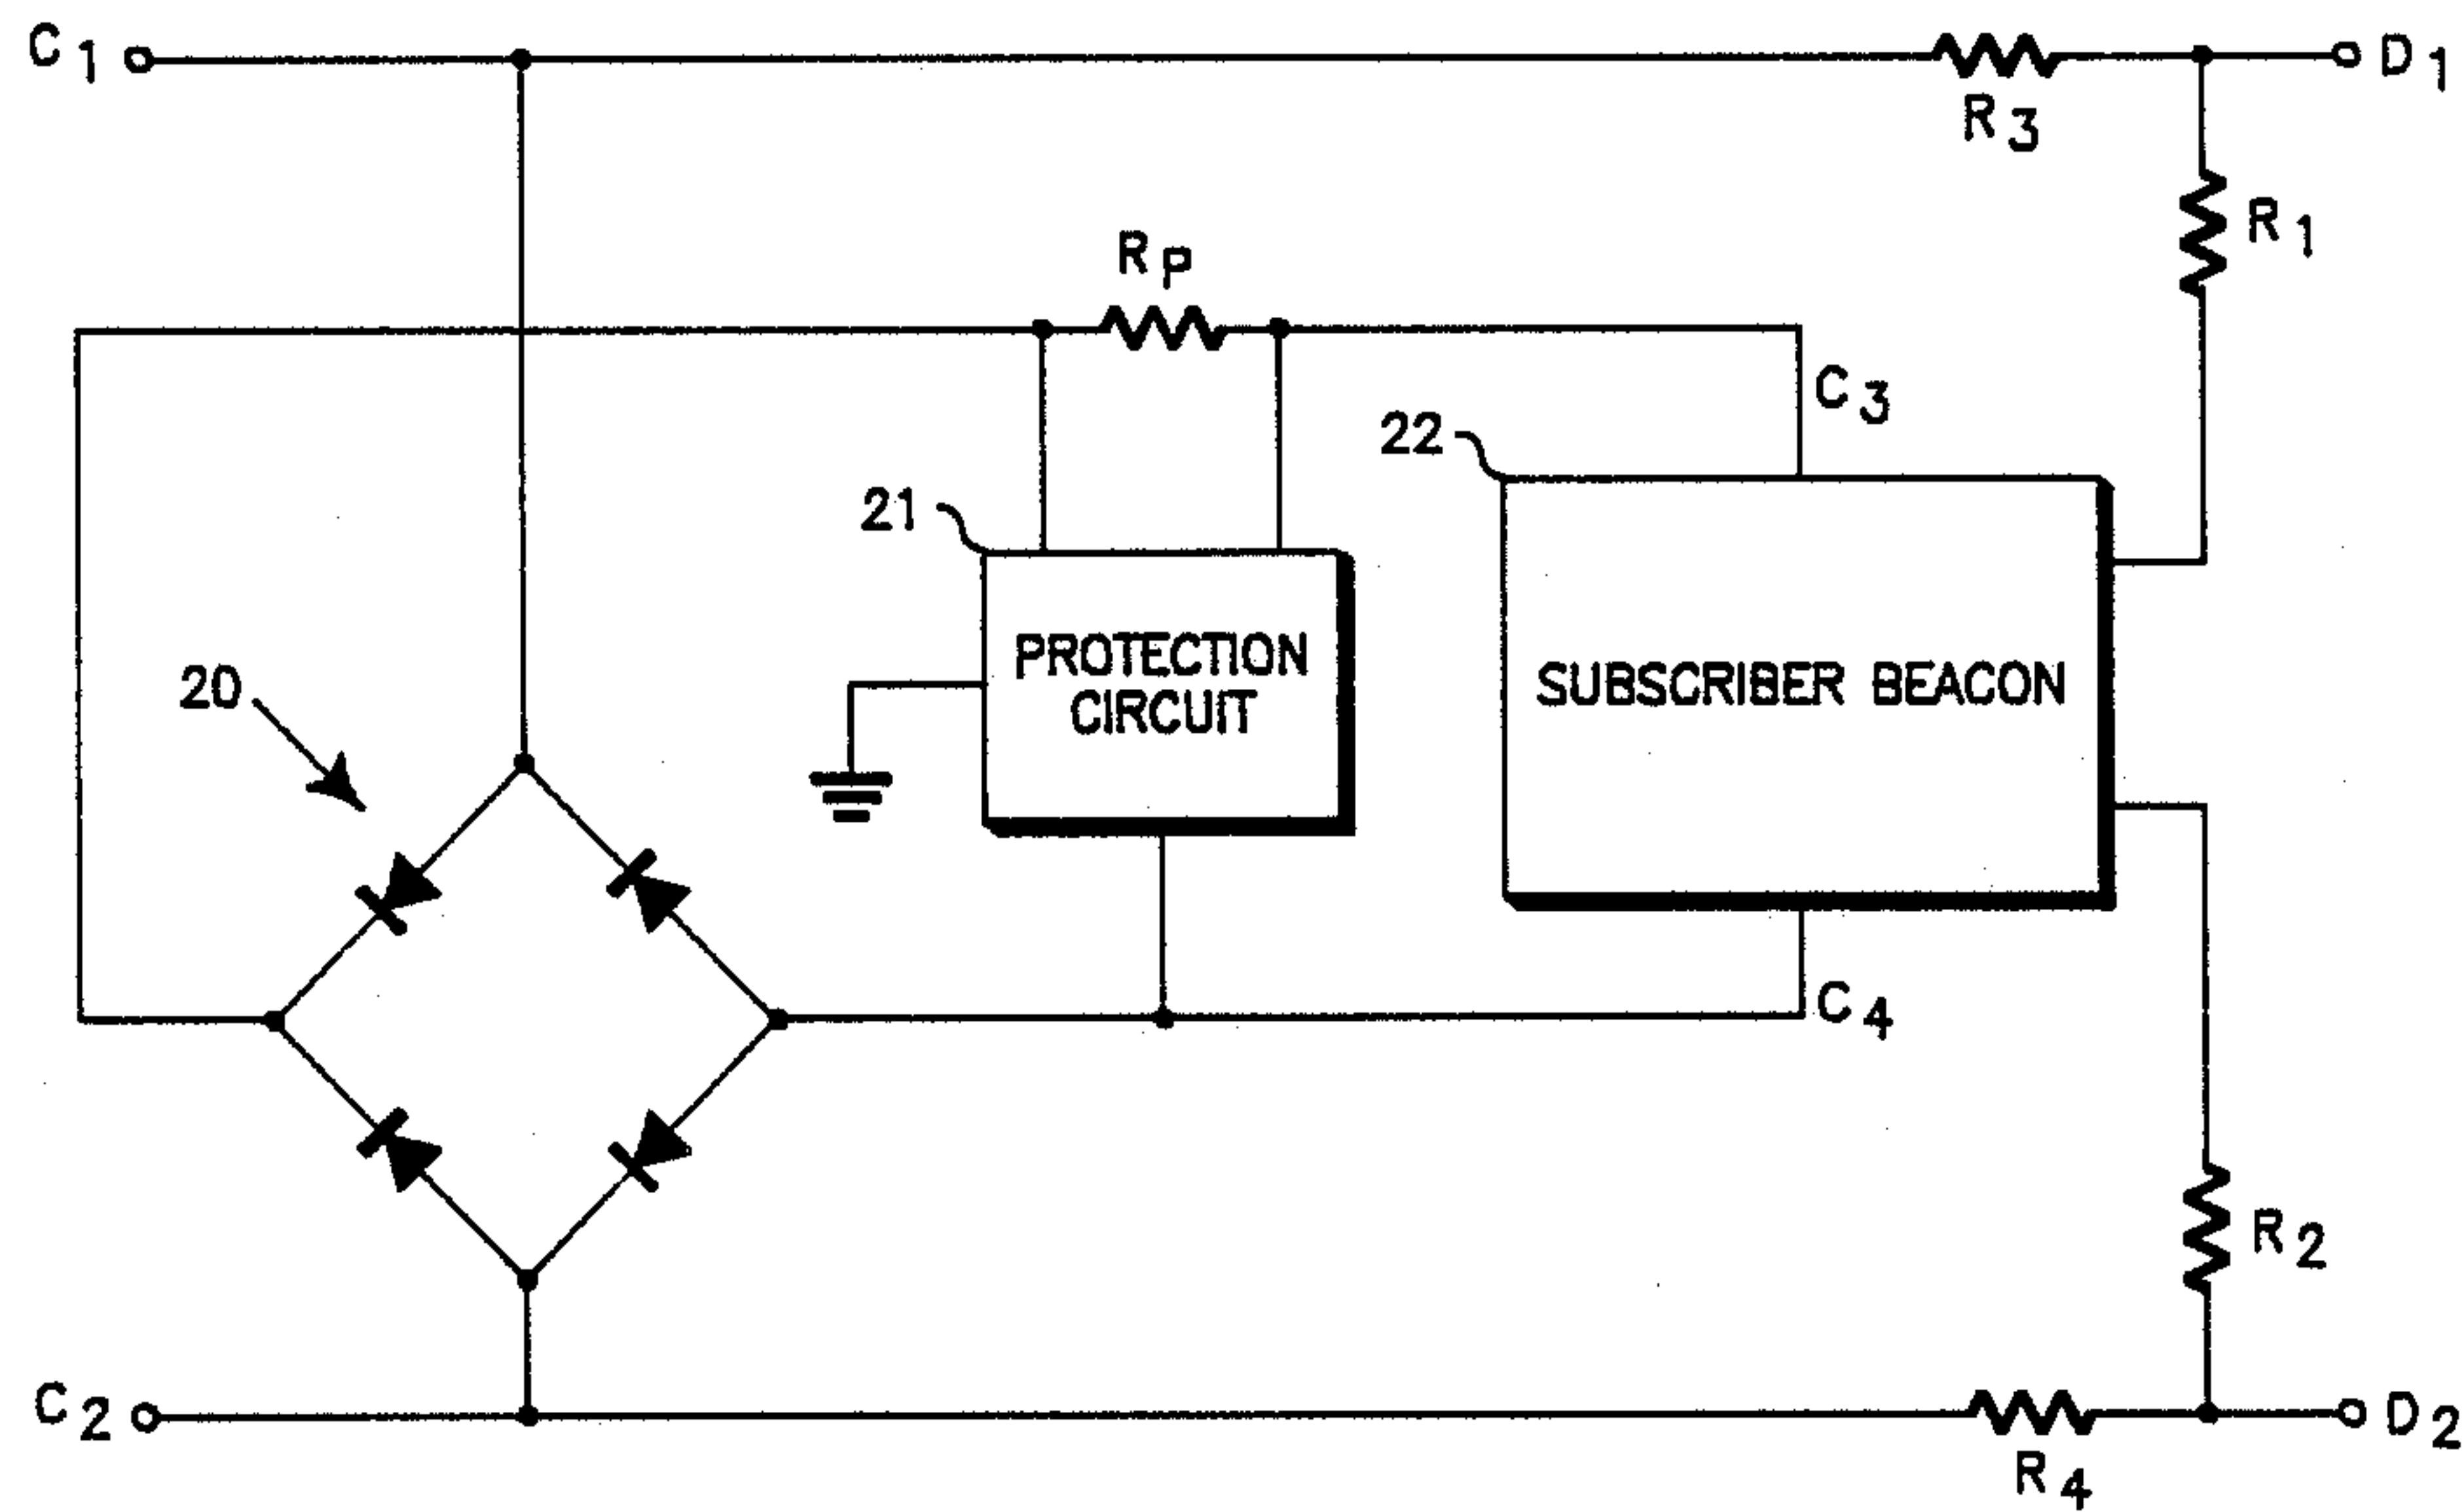 C1
D1
R3
R1
RP
C3
22
21
PROTECTION
CIRCUIT
SUBSCRIBER BEACON
20
C4
R2
C2
D2
R4